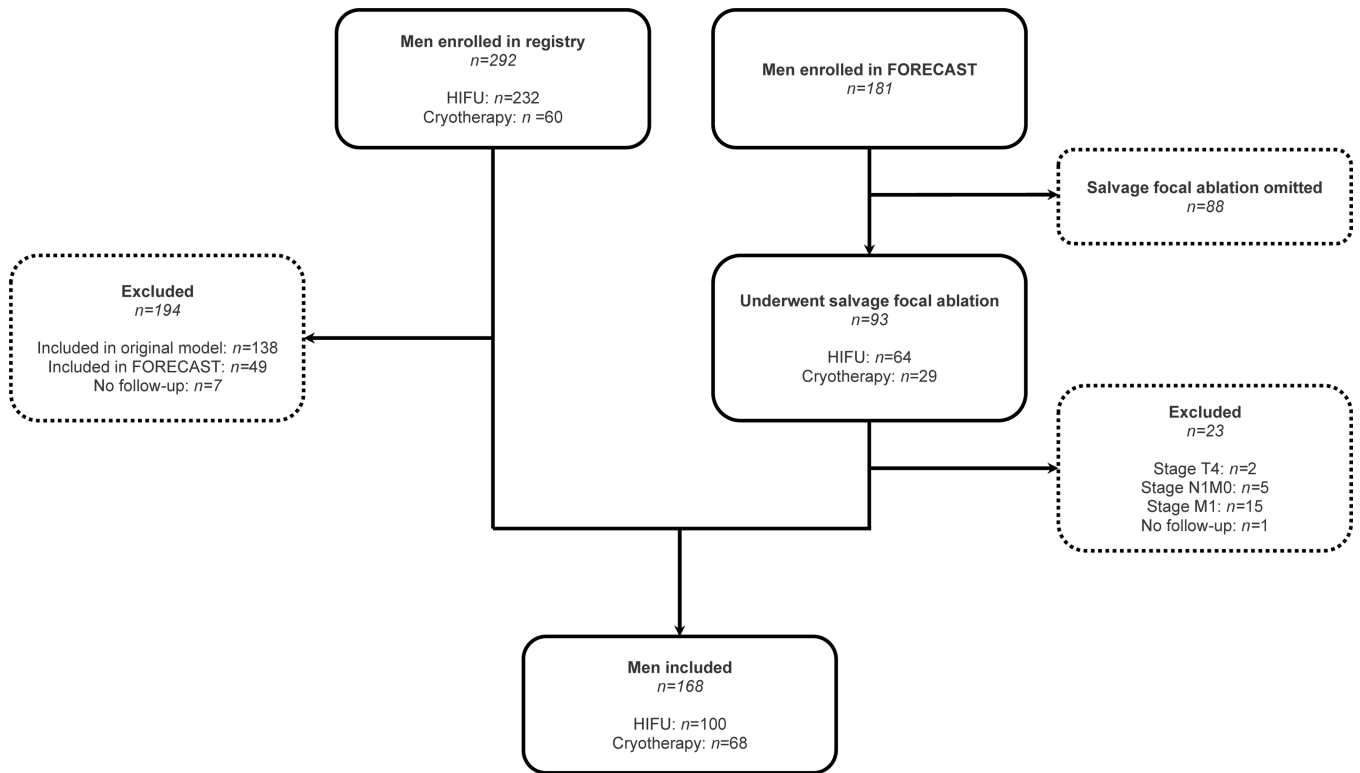 Men enrolled in registry
n=292
HIFU: n=232
Cryotherapy: n =60
Men enrolled in FORECAST
n=181
Salvage focal ablation omitted
n=88
Excluded
n=194
Included in original model: n=138
Included in FORECAST: n=49
No follow-up: n=7
Underwent salvage focal ablation
n=93
HIFU: n=64
Cryotherapy: n=29
Excluded
n=23
Stage T4: n=2
Stage N1M0: n=5
Stage M1: n=15
No follow-up: n=1
Men included
n=168
HIFU: n=100
Cryotherapy: n=68